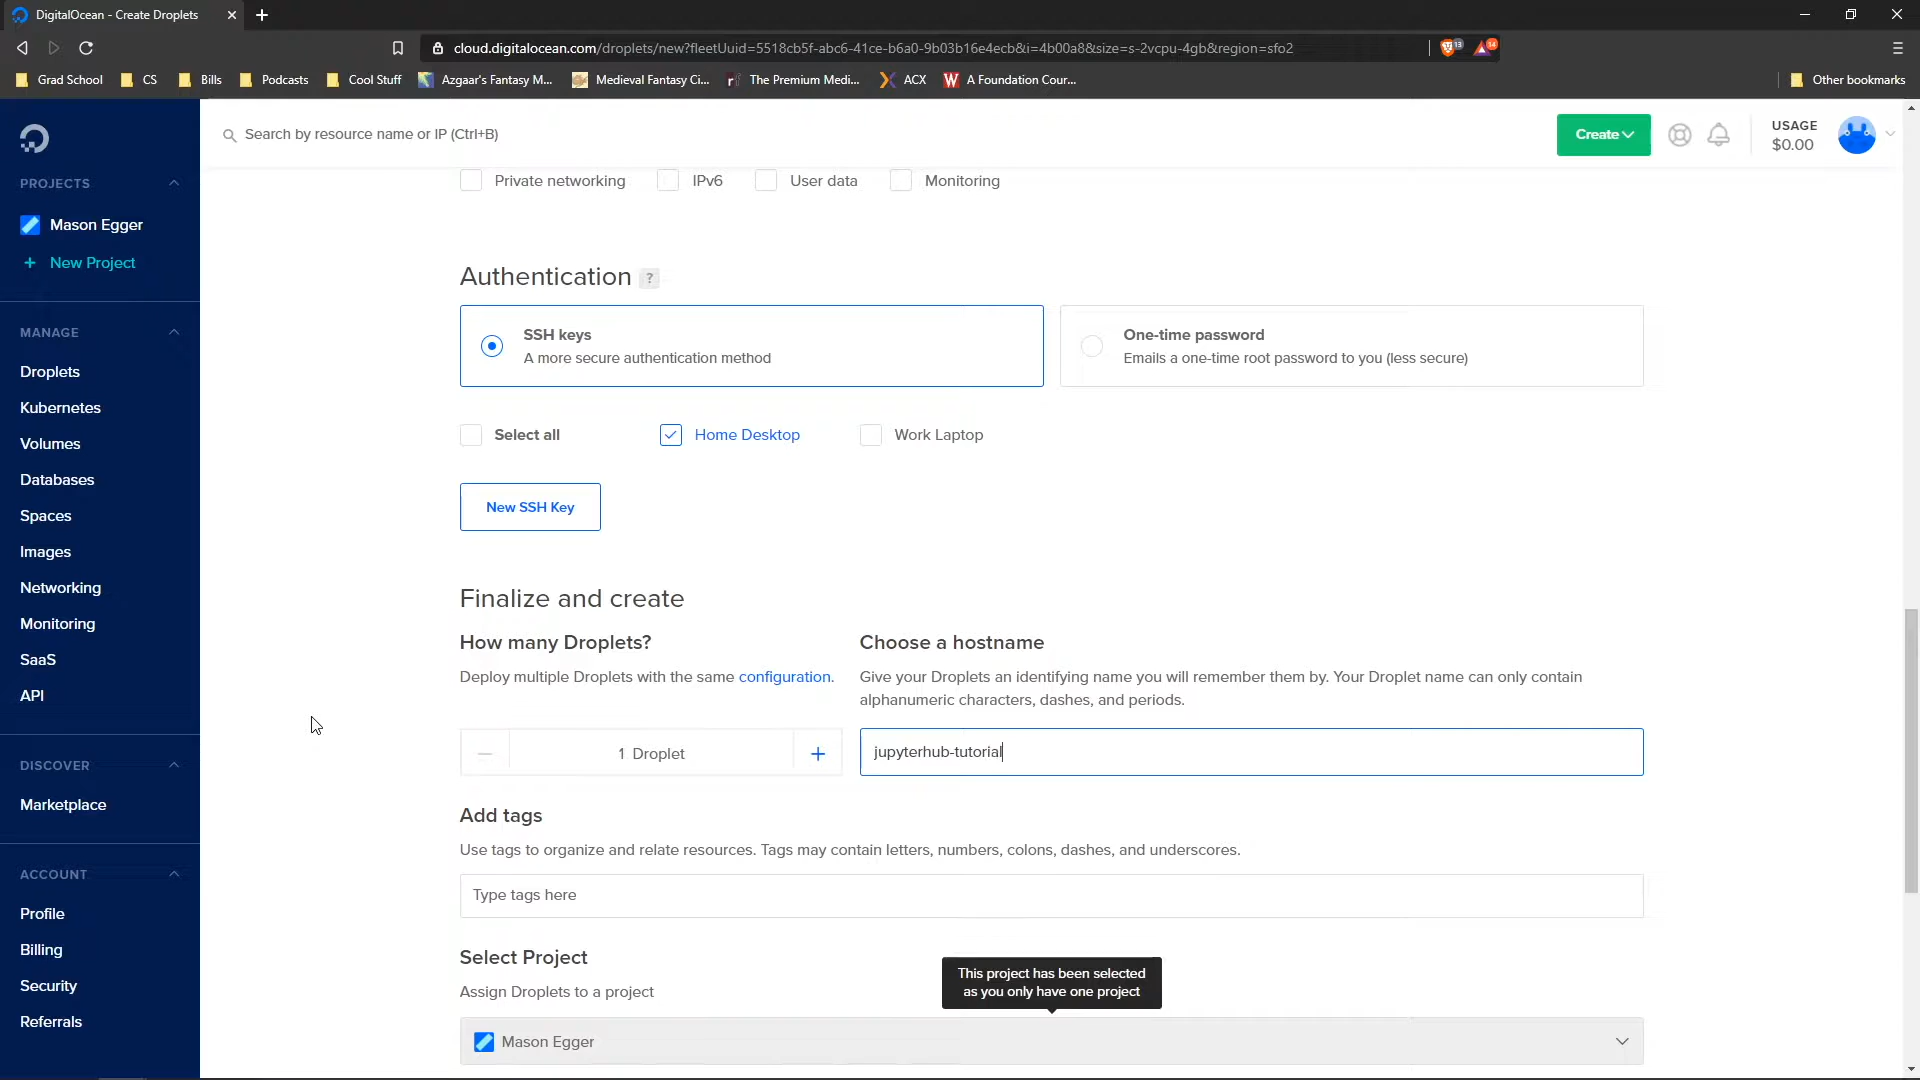 DigitalOcean - Create Droplets
cloud.digitalocean.com/droplets/new?fleetUuid=5518cb5f-abc6-41ce-b6a0-9b03b16e4ecb&i=4b00a8&size=s-2vcpu-4gb&region=sfo2
13
14
Grad School
CS
Bills
Podcasts
Cool Stuff
Azgaar's Fantasy M...
Medieval Fantasy Ci...
The Premium Medi...
ACX
A Foundation Cour...
Other bookmarks
Search by resource name or IP (Ctrl+B)
Create
USAGE
$0.00
PROJECTS
Mason Egger
+ New Project
MANAGE
Droplets
Kubernetes
Volumes
Databases
Spaces
Images
Networking
Monitoring
SaaS
API
DISCOVER
Marketplace
ACCOUNT
Profile
Billing
Security
Referrals
Private networking
IPv6
User data
Monitoring
Authentication ?
SSH keys
A more secure authentication method
One-time password
Emails a one-time root password to you (less secure)
Select all
Home Desktop
Work Laptop
New SSH Key
Finalize and create
How many Droplets?
Deploy multiple Droplets with the same configuration.
1 Droplet
Choose a hostname
Give your Droplets an identifying name you will remember them by. Your Droplet name can only contain
alphanumeric characters, dashes, and periods.
jupyterhub-tutorial
Add tags
Use tags to organize and relate resources. Tags may contain letters, numbers, colons, dashes, and underscores.
Type tags here
Select Project
Assign Droplets to a project
This project has been selected
as you only have one project
Mason Egger